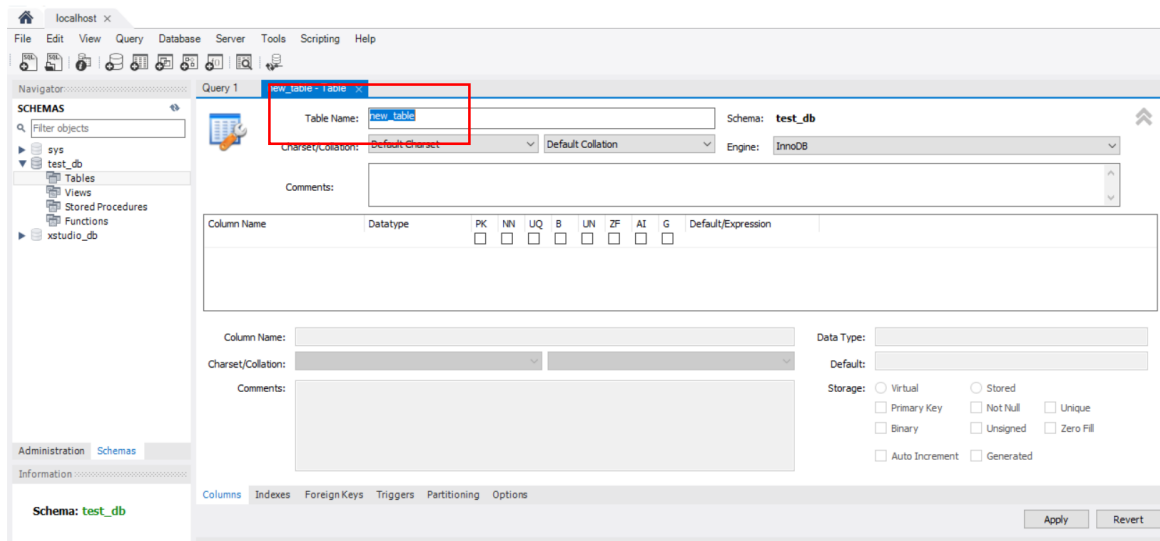 localhost ×
File Edit View Query Database Server Tools Scripting Help
Navigator
Query 1 new_table - Table ×
SCHEMAS
Filter objects
sys
test_db
Tables
Views
Stored Procedures
Functions
xstudio_db
Table Name: new_table Schema: test_db
Charset/Collation: Default Charset Default Collation Engine: InnoDB
Comments:
Column Name Datatype PK NN UQ B UN ZF AI G Default/Expression
Column Name: Data Type:
Charset/Collation: Default:
Comments: Storage: Virtual Stored
Primary Key Not Null Unique
Binary Unsigned Zero Fill
Auto Increment Generated
Administration Schemas
Information
Columns Indexes Foreign Keys Triggers Partitioning Options
Schema: test_db
Apply Revert